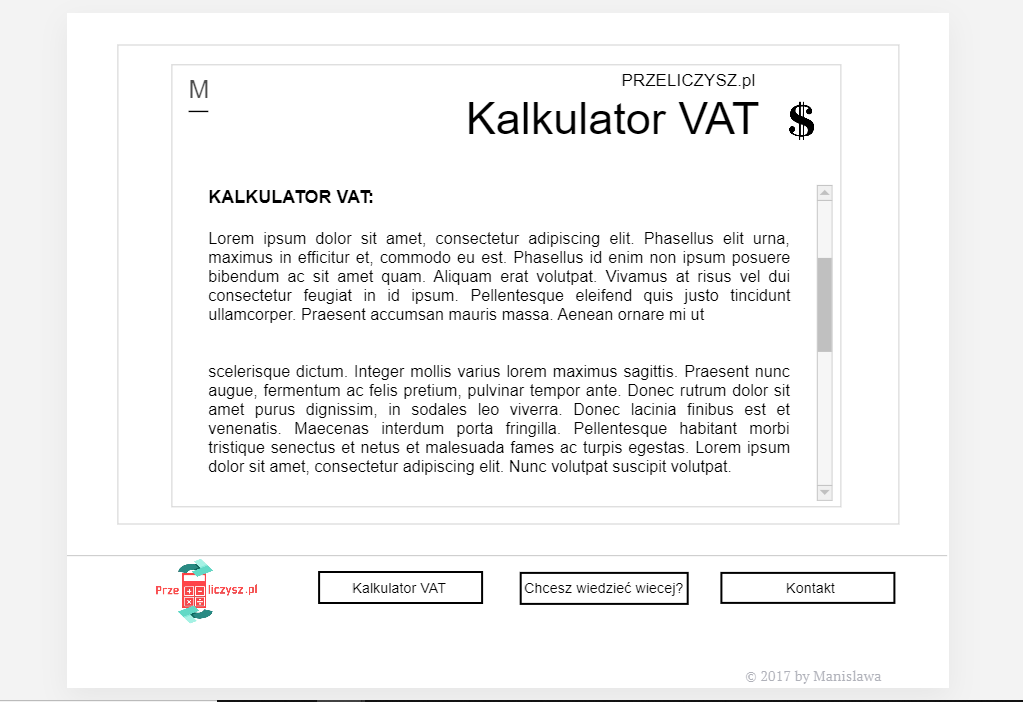 M
PRZELICZYSZ.pl
Kalkulator VAT $
KALKULATOR VAT:
Lorem ipsum dolor sit amet, consectetur adipiscing elit. Phasellus elit urna,
maximus in efficitur et, commodo eu est. Phasellus id enim non ipsum posuere
bibendum ac sit amet quam. Aliquam erat volutpat. Vivamus at risus vel dui
consectetur feugiat in id ipsum. Pellentesque eleifend quis justo tincidunt
ullamcorper. Praesent accumsan mauris massa. Aenean ornare mi ut
scelerisque dictum. Integer mollis varius lorem maximus sagittis. Praesent nunc
augue, fermentum ac felis pretium, pulvinar tempor ante. Donec rutrum dolor sit
amet purus dignissim, in sodales leo viverra. Donec lacinia finibus est et
venenatis. Maecenas interdum porta fringilla. Pellentesque habitant morbi
tristique senectus et netus et malesuada fames ac turpis egestas. Lorem ipsum
dolor sit amet, consectetur adipiscing elit. Nunc volutpat suscipit volutpat.
Prze liczysz.pl
Kalkulator VAT
Chcesz wiedzieć wiecej?
Kontakt
© 2017 by Manislawa